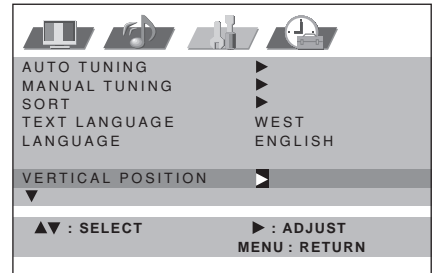 AUTO TUNING ▶
MANUAL TUNING ▶
SORT ▶
TEXT LANGUAGE WEST
LANGUAGE ENGLISH
VERTICAL POSITION ▶
▼
▲▼ : SELECT ▶ : ADJUST
MENU : RETURN